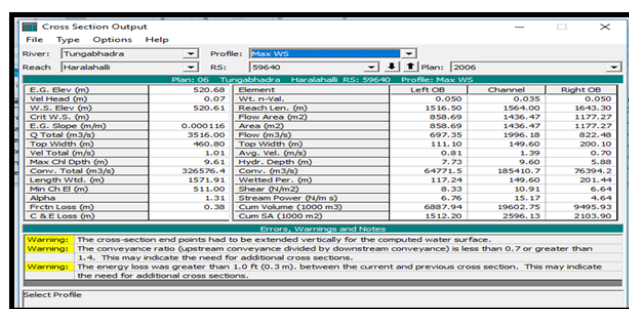 Cross Section Output
File Type Options Help
River: Tungabhadra Profile: Max WS
Reach Haralahalli RS: 59640 Plan: 2006
Plan: 06 Tungabhadra Haralahalli RS: 59640 Profile: Max WS
E.G. Elev (m) 520.68 Element Left OB Channel Right OB
Vel Head (m) 0.07 Wt. n-Val. 0.050 0.035 0.050
W.S. Elev (m) 520.61 Reach Len. (m) 1516.50 1564.00 1643.30
Crit W.S. (m) Flow Area (m2) 858.69 1436.47 1177.27
E.G. Slope (m/m) 0.000116 Area (m2) 858.69 1436.47 1177.27
Q Total (m3/s) 3516.00 Flow (m3/s) 697.35 1996.18 822.48
Top Width (m) 460.80 Top Width (m) 111.10 149.60 200.10
Vel Total (m/s) 1.01 Avg. Vel. (m/s) 0.81 1.39 0.70
Max Chl Dpth (m) 9.61 Hydr. Depth (m) 7.73 9.60 5.88
Conv. Total (m3/s) 326576.4 Conv. (m3/s) 64771.5 185410.7 76394.2
Length Wtd. (m) 1571.91 Wetted Per. (m) 117.24 149.60 201.44
Min Ch El (m) 511.00 Shear (N/m2) 8.33 10.91 6.64
Alpha 1.31 Stream Power (N/m s) 6.76 15.17 4.64
Frctn Loss (m) 0.38 Cum Volume (1000 m3) 6887.94 19602.75 9495.93
C & E Loss (m) Cum SA (1000 m2) 1512.20 2596.13 2103.90
Errors, Warnings and Notes
Warning: The cross-section end points had to be extended vertically for the computed water surface.
Warning: The conveyance ratio (upstream conveyance divided by downstream conveyance) is less than 0.7 or greater than
1.4. This may indicate the need for additional cross sections.
Warning: The energy loss was greater than 1.0 ft (0.3 m). between the current and previous cross section. This may indicate
the need for additional cross sections.
Select Profile